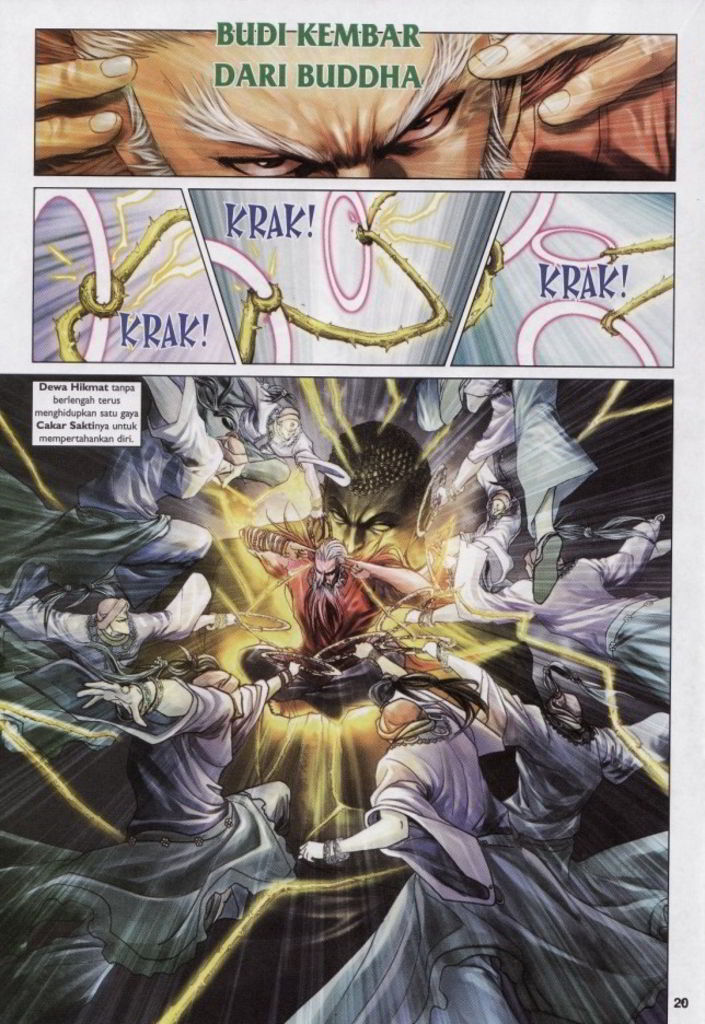 BUDI KEMBAR
DARI BUDDHA
KRAK!
KRAK!
KRAK!
Dewa Hikmat tanpa
berlengah terus
menghidupkan satu gaya
Cakar Saktinya untuk
mempertahankan diri.
20